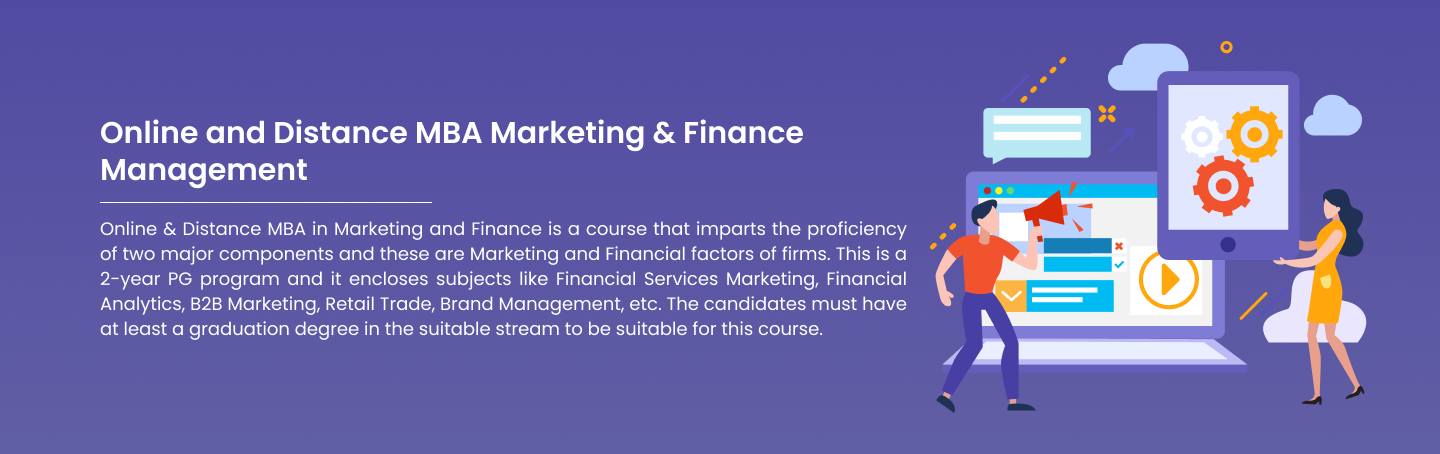 Online and Distance MBA Marketing & Finance
Management
Online & Distance MBA in Marketing and Finance is a course that imparts the proficiency
of two major components and these are Marketing and Financial factors of firms. This is a
2-year PG program and it encloses subjects like Financial Services Marketing, Financial
Analytics, B2B Marketing, Retail Trade, Brand Management, etc. The candidates must have
at least a graduation degree in the suitable stream to be suitable for this course.